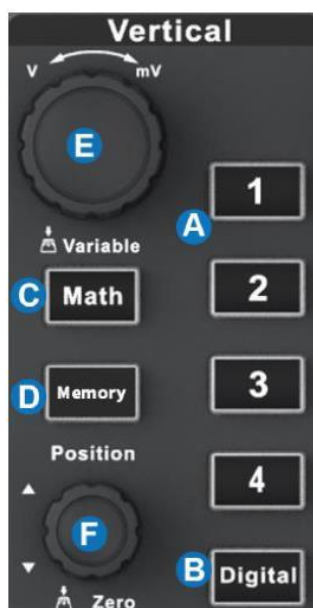 Vertical
V mV
E
1
A
Variable
C Math
2
D Memory
3
Position
4
F
B Digital
Zero